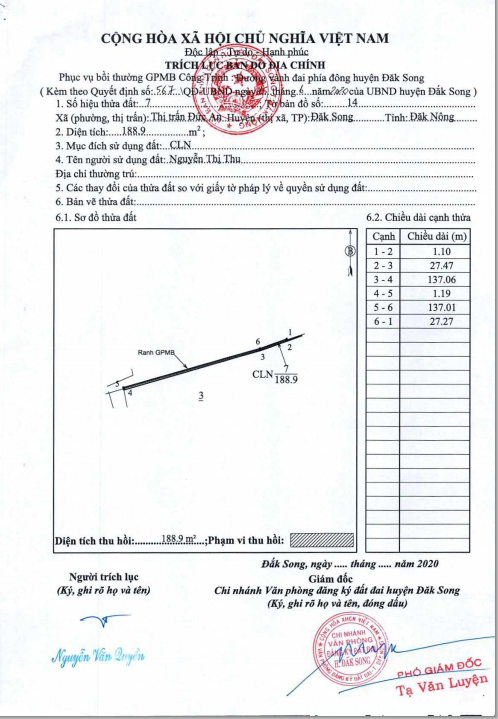 CỘNG HÒA XÃ HỘI CHỦ NGHĨA VIỆT NAM
Độc lập - Tự do - Hạnh phúc
TRÍCH LỤC BẢN ĐỒ ĐỊA CHÍNH
Phục vụ bồi thường GPMB Công Trình : Đường vành đai phía đông huyện Đăk Song
( Kèm theo Quyết định số: 567../QĐ-UBND ngày tháng.6...năm2020 của UBND huyện Đăk Song )
1. Số hiệu thửa đất: 7 Tờ bản đồ số: 14
Xã (phường, thị trấn): Thị trấn Đức An Huyện (thị xã, TP): Đăk Song Tỉnh: Đăk Nông
2. Diện tích: 188.9 m²;
3. Mục đích sử dụng đất: CLN
4. Tên người sử dụng đất: Nguyễn Thị Thu
Địa chỉ thường trú:
5. Các thay đổi của thửa đất so với giấy tờ pháp lý về quyền sử dụng đất:
6. Bản vẽ thửa đất:
6.1. Sơ đồ thửa đất
6.2. Chiều dài cạnh thửa
Cạnh Chiều dài (m)
1 - 2 1.10
2 - 3 27.47
3 - 4 137.06
4 - 5 1.19
5 - 6 137.01
6 - 1 27.27
B
1
6
2
3
Ranh GPMB
CLN 7
188.9
5
4
3
Diện tích thu hồi: 188.9 m² ;Phạm vi thu hồi:
Đăk Song, ngày ..... tháng ..... năm 2020
Người trích lục
(Ký, ghi rõ họ và tên)
Giám đốc
Chi nhánh Văn phòng đăng ký đất đai huyện Đăk Song
(Ký, ghi rõ họ và tên, đóng dấu)
CHI NHÁNH
VĂN PHÒNG
ĐĂNG KÝ ĐẤT ĐAI
H. ĐĂK SONG
Nguyễn Văn Quyền
PHÓ GIÁM ĐỐC
Tạ Văn Luyện